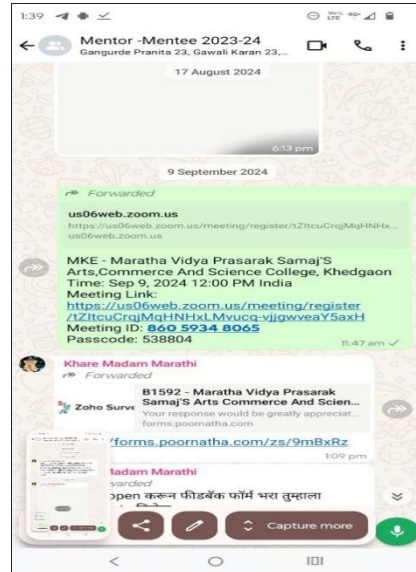 1:39
Mentor -Mentee 2023-24
Gangurde Pranita 23, Gawali Karan 23,...
17 August 2024
6:13 pm
9 September 2024
Forwarded
us06web.zoom.us
https://us06web.zoom.us/meeting/register/tZItcuCrqjMqHNHx...
us06web.zoom.us
MKE - Maratha Vidya Prasarak Samaj'S
Arts,Commerce And Science College, Khedgaon
Time: Sep 9, 2024 12:00 PM India
Meeting Link:
https://us06web.zoom.us/meeting/register
/tZItcuCrqjMqHNHxLMvucq-vjjgwveaY5axH
Meeting ID: 860 5934 8065
Passcode: 538804
11:47 am
Khare Madam Marathi
Forwarded
B1592 - Maratha Vidya Prasarak
Samaj'S Arts Commerce And Scien...
Zoho Surve
Your response would be greatly appreciat...
forms.poornatha.com
/forms.poornatha.com/zs/9mBxRz
1:09 pm
Madam Marathi
warded
open करून फीडबॅक फॉर्म भरा तुम्हाला
Capture more